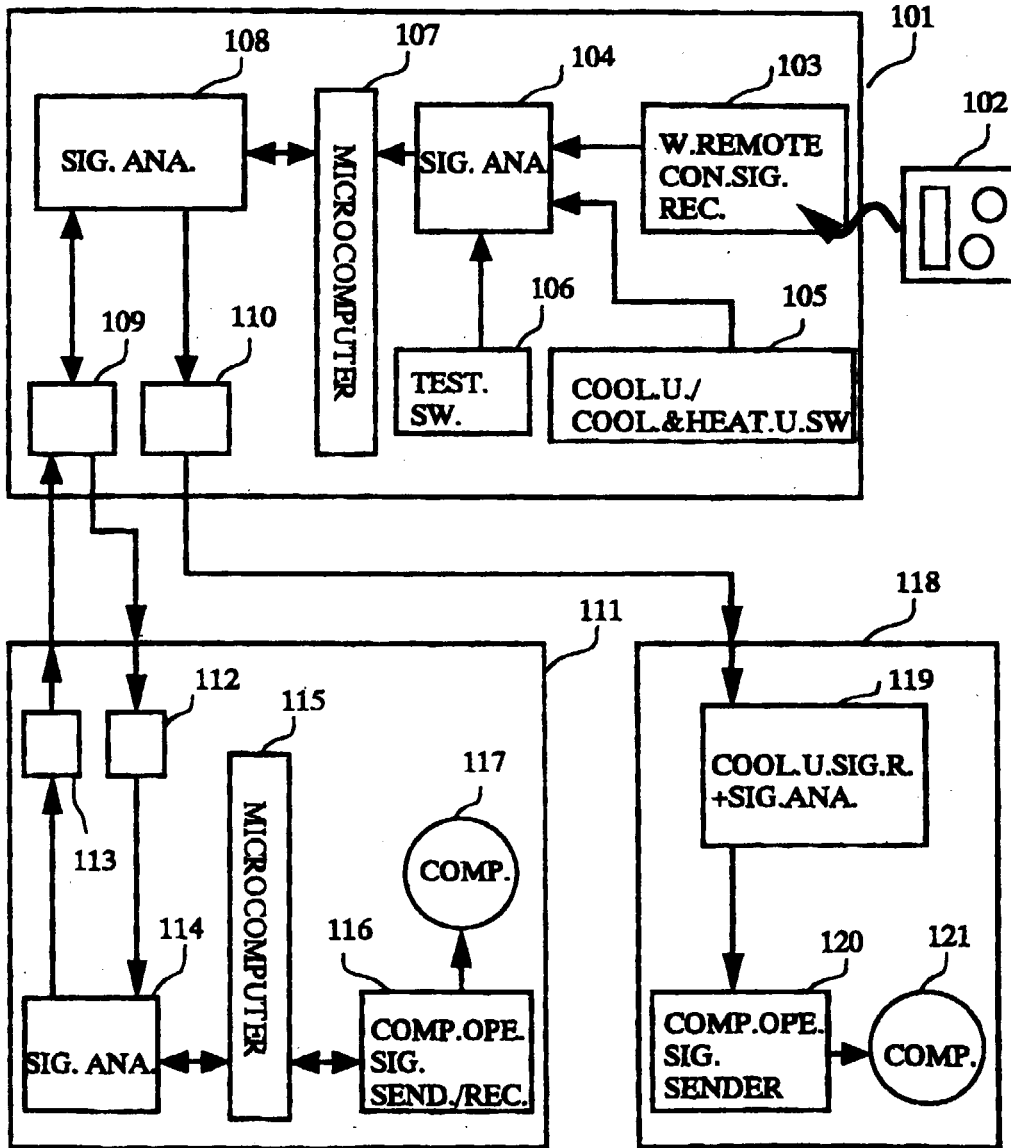 108
107
104
103
101
102
SIG. ANA.
MICROCOMPUTER
SIG. ANA.
W.REMOTE
CON.SIG.
REC.
109
110
106
105
TEST.
SW.
COOL.U./
COOL.&HEAT.U.SW
111
118
112
113
115
117
119
MICROCOMPUTER
COMP.
COOL.U.SIG.R.
+SIG.ANA.
114
116
120
121
SIG. ANA.
COMP.OPE.
SIG.
SEND./REC.
COMP.OPE.
SIG.
SENDER
COMP.